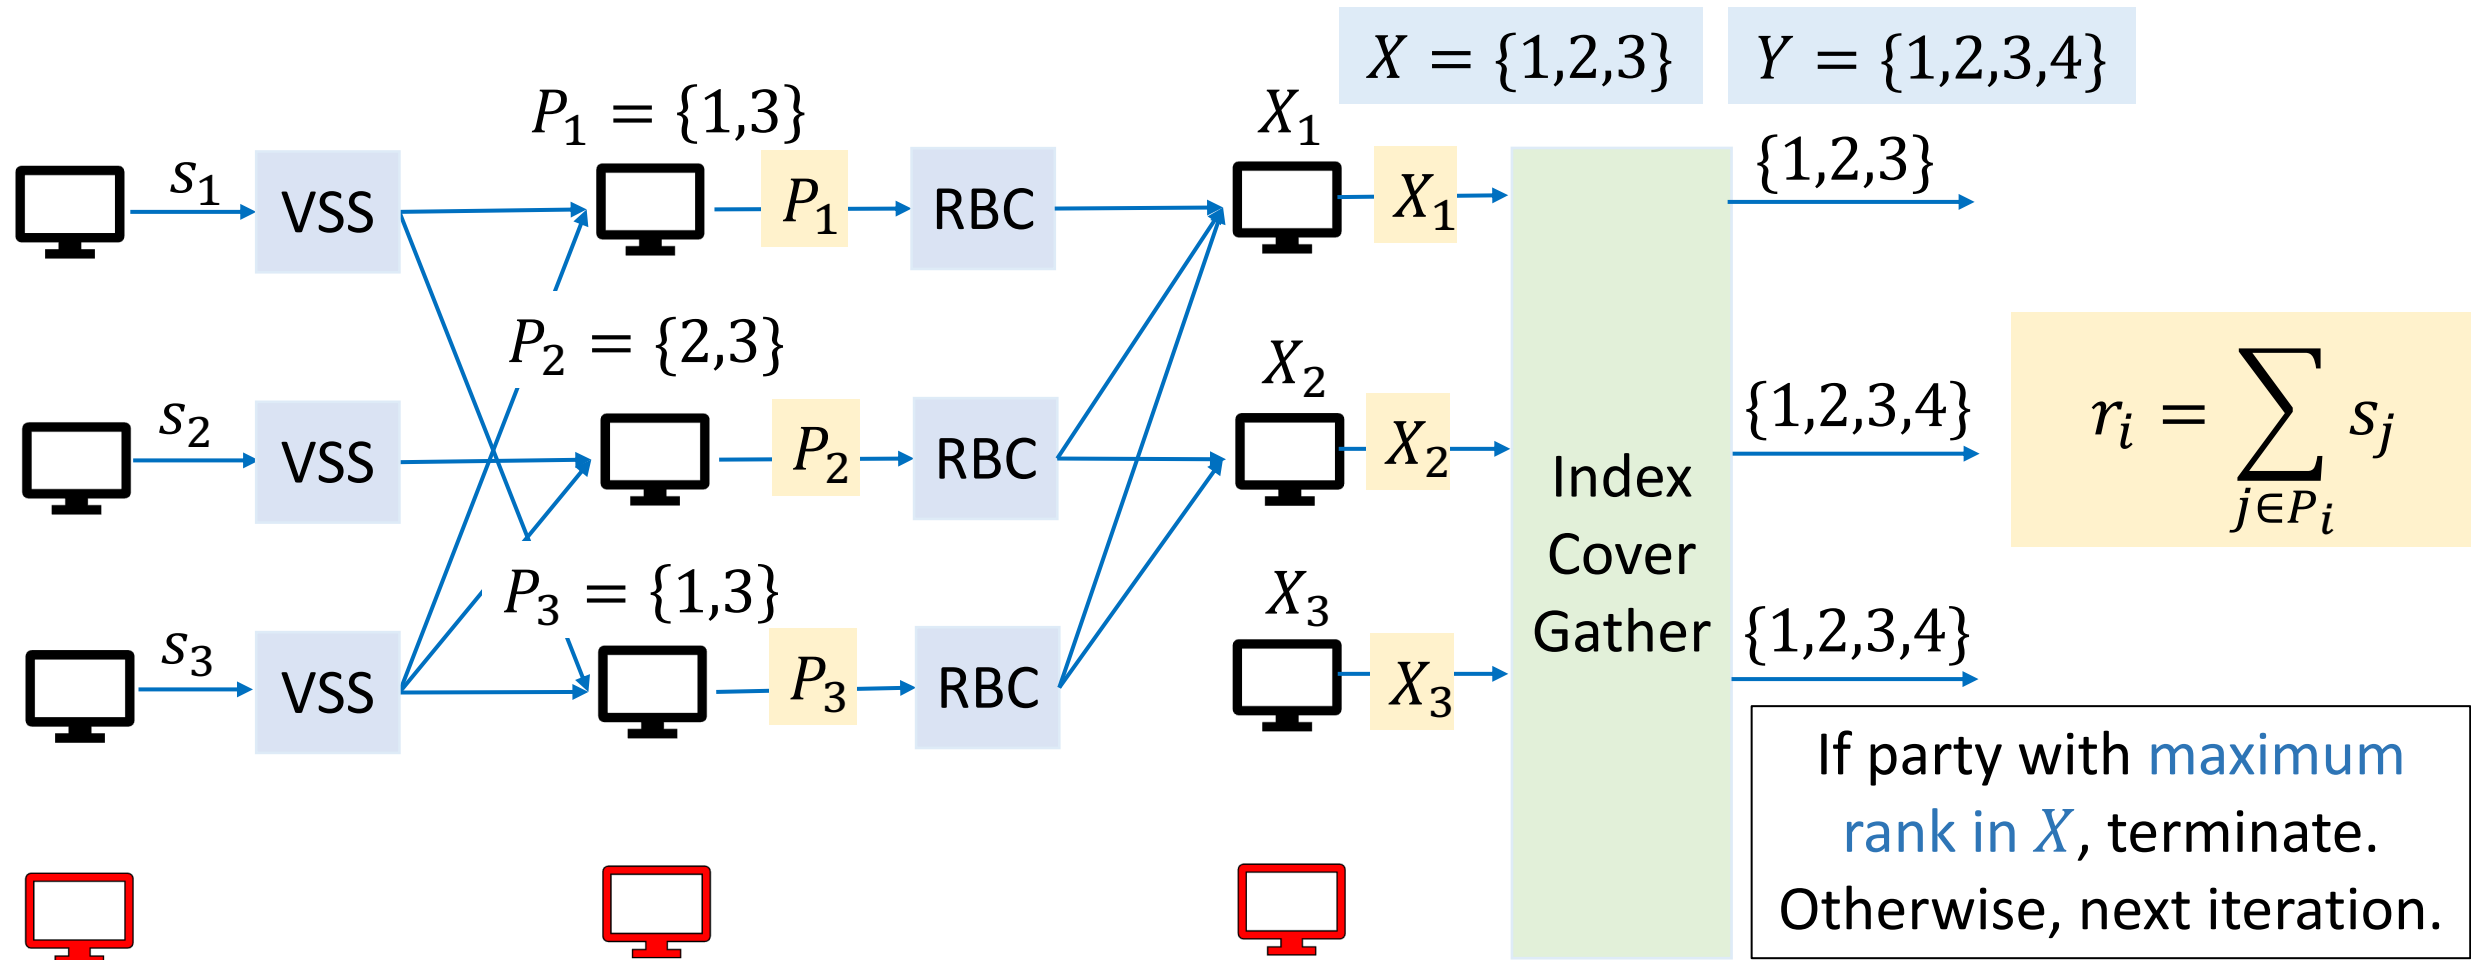 X = {1,2,3}
Y = {1,2,3,4}
P₁ = {1,3}
X₁
s₁
VSS
P₁
RBC
X₁
{1,2,3}
P₂ = {2,3}
X₂
s₂
VSS
P₂
RBC
X₂
{1,2,3,4}
rᵢ = ∑ sⱼ
j∈Pᵢ
Index
Cover
Gather
P₃ = {1,3}
X₃
s₃
VSS
P₃
RBC
X₃
{1,2,3,4}
If party with maximum
rank in X, terminate.
Otherwise, next iteration.